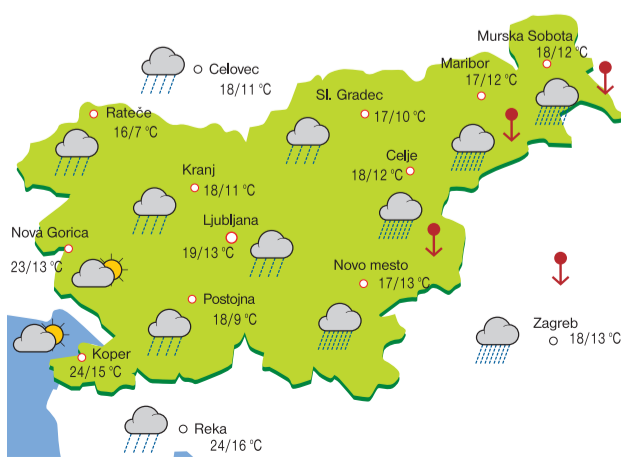 Murska Sobota
18/12 °C
Celovec
18/11 °C
Maribor
17/12 °C
Sl. Gradec
17/10 °C
Rateče
16/7 °C
Celje
18/12 °C
Kranj
18/11 °C
Ljubljana
19/13 °C
Nová Gorica
23/13 °C
Novo mesto
17/13 °C
Postojna
18/9 °C
Zagreb
18/13 °C
Koper
24/15 °C
Reka
24/16 °C